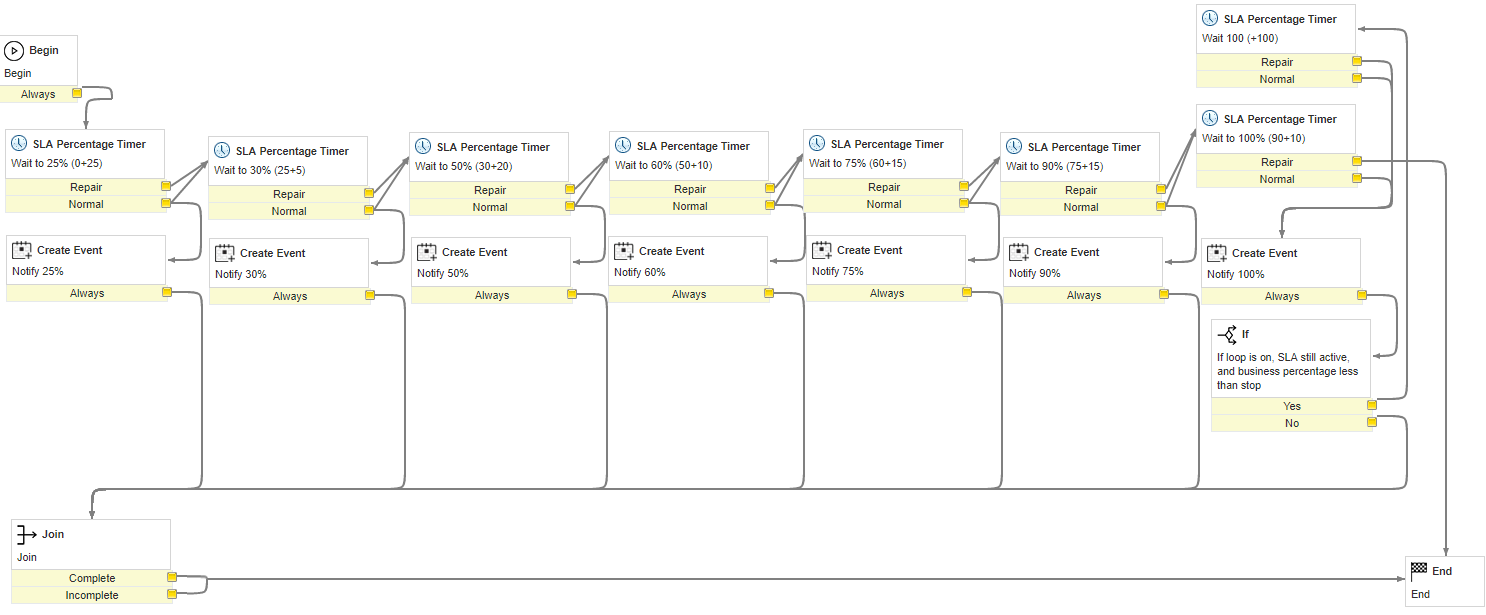 Begin
Begin
Always
SLA Percentage Timer
Wait 100 (+100)
Repair
Normal
SLA Percentage Timer
Wait to 25% (0+25)
Repair
Normal
SLA Percentage Timer
Wait to 30% (25+5)
Repair
Normal
SLA Percentage Timer
Wait to 50% (30+20)
Repair
Normal
SLA Percentage Timer
Wait to 60% (50+10)
Repair
Normal
SLA Percentage Timer
Wait to 75% (60+15)
Repair
Normal
SLA Percentage Timer
Wait to 90% (75+15)
Repair
Normal
SLA Percentage Timer
Wait to 100% (90+10)
Repair
Normal
Create Event
Notify 25%
Always
Create Event
Notify 30%
Always
Create Event
Notify 50%
Always
Create Event
Notify 60%
Always
Create Event
Notify 75%
Always
Create Event
Notify 90%
Always
Create Event
Notify 100%
Always
If
If loop is on, SLA still active,
and business percentage less
than stop
Yes
No
Join
Join
Complete
Incomplete
End
End